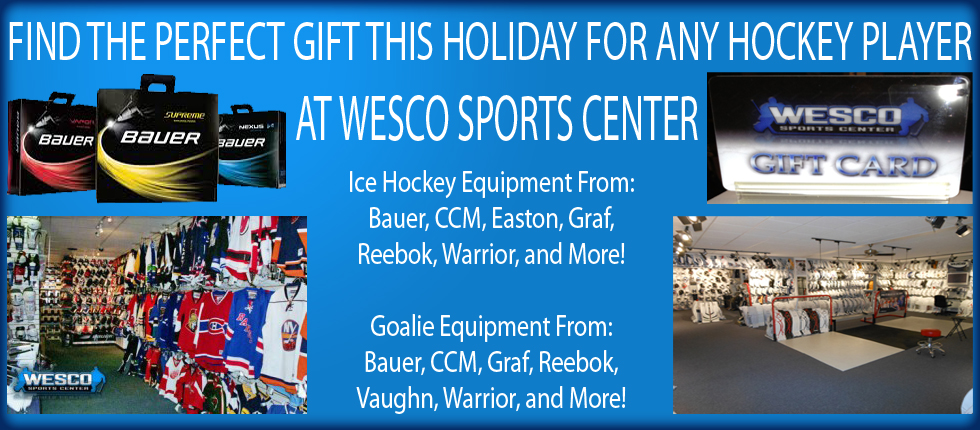 FIND THE PERFECT GIFT THIS HOLIDAY FOR ANY HOCKEY PLAYER
AT WESCO SPORTS CENTER
VAPOR
BAUER
SUPREME
BAUER
NEXUS
BAUER
WESCO
SPORTS CENTER
GIFT CARD
Ice Hockey Equipment From:
Bauer, CCM, Easton, Graf,
Reebok, Warrior, and More!
Goalie Equipment From:
Bauer, CCM, Graf, Reebok,
Vaughn, Warrior, and More!
WESCO
SPORTS CENTER